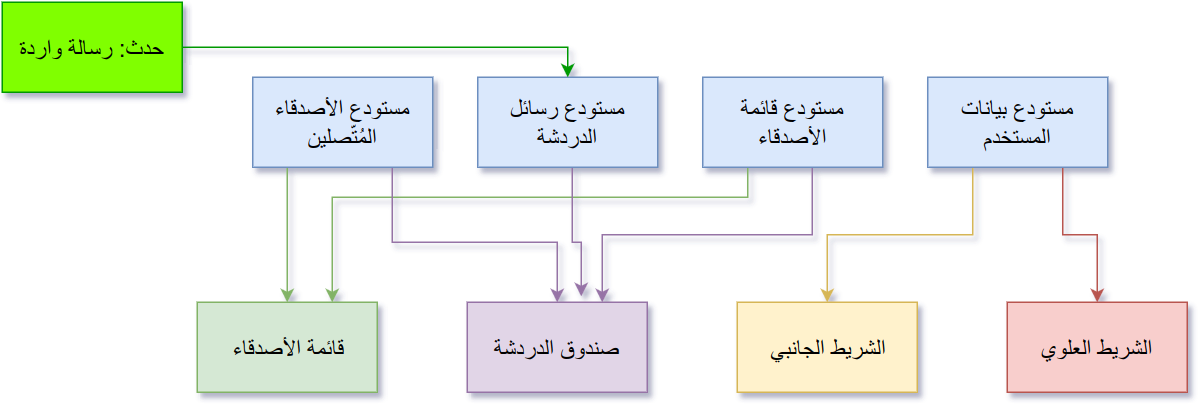 حدث: رسالة واردة
مستودع بيانات
المستخدم
مستودع قائمة
الأصدقاء
مستودع رسائل
الدردشة
مستودع الأصدقاء
المُتّصلين
الشريط العلوي
الشريط الجانبي
صندوق الدردشة
قائمة الأصدقاء